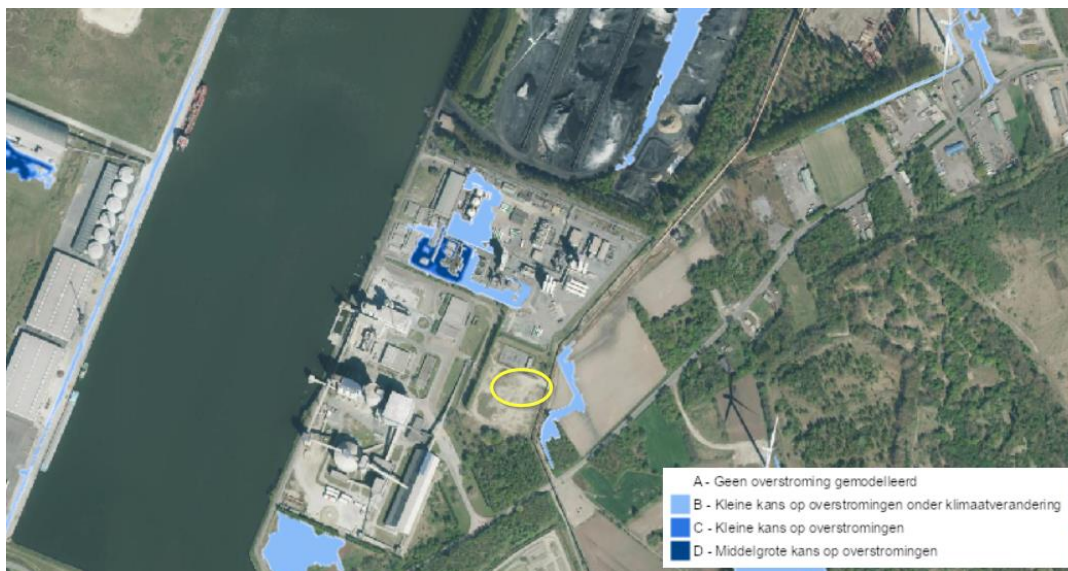 A - Geen overstroming gemodelleerd
B - Kleine kans op overstromingen onder klimaatverandering
C - Kleine kans op overstromingen
D - Middelgrote kans op overstromingen